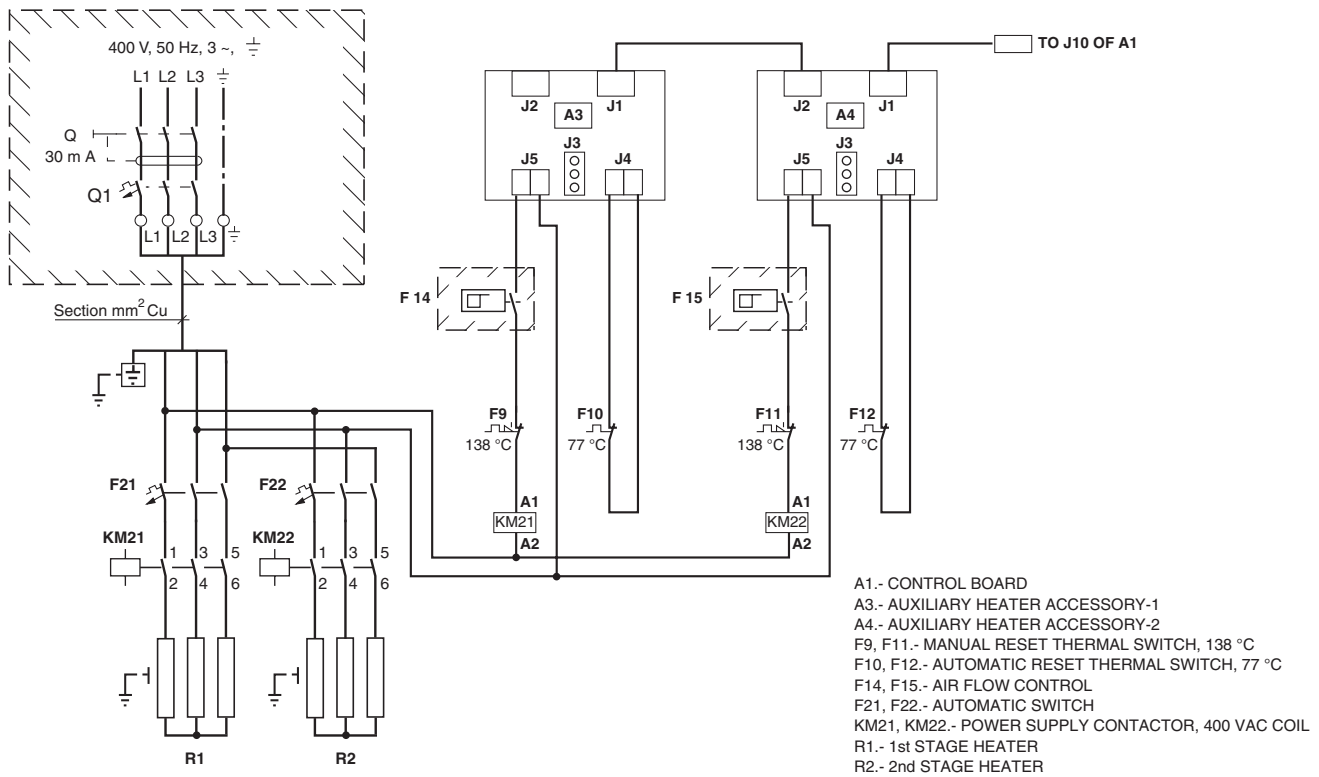 400 V, 50 Hz, 3 ~,
L1 L2 L3
Q
30 m A
Q1
L1 L2 L3
Section mm² Cu
TO J10 OF A1
J2 J1
A3
J3
J5 J4
J2 J1
A4
J3
J5 J4
F 14
F 15
F9
138 °C
F10
77 °C
F11
138 °C
F12
77 °C
A1
KM21
A2
A1
KM22
A2
F21
F22
KM21
1 3 5
2 4 6
KM22
1 3 5
2 4 6
R1
R2
A1.- CONTROL BOARD
A3.- AUXILIARY HEATER ACCESSORY-1
A4.- AUXILIARY HEATER ACCESSORY-2
F9, F11.- MANUAL RESET THERMAL SWITCH, 138 °C
F10, F12.- AUTOMATIC RESET THERMAL SWITCH, 77 °C
F14, F15.- AIR FLOW CONTROL
F21, F22.- AUTOMATIC SWITCH
KM21, KM22.- POWER SUPPLY CONTACTOR, 400 VAC COIL
R1.- 1st STAGE HEATER
R2.- 2nd STAGE HEATER